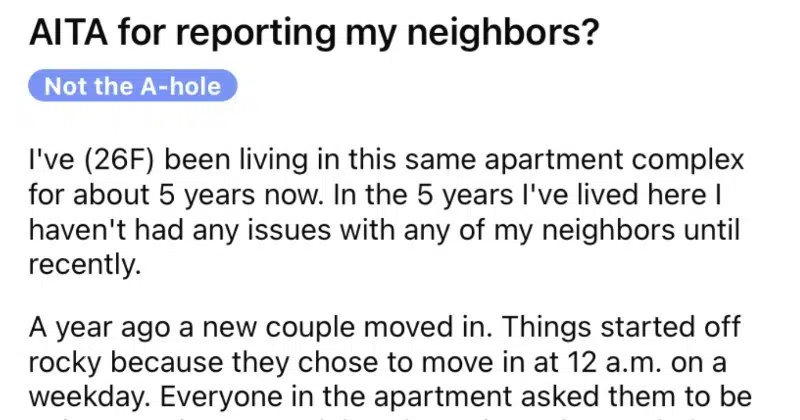 AITA for reporting my neighbors?
Not the A-hole
I've (26F) been living in this same apartment complex
for about 5 years now. In the 5 years I've lived here I
haven't had any issues with any of my neighbors until
recently.
A year ago a new couple moved in. Things started off
rocky because they chose to move in at 12 a.m. on a
weekday. Everyone in the apartment asked them to be